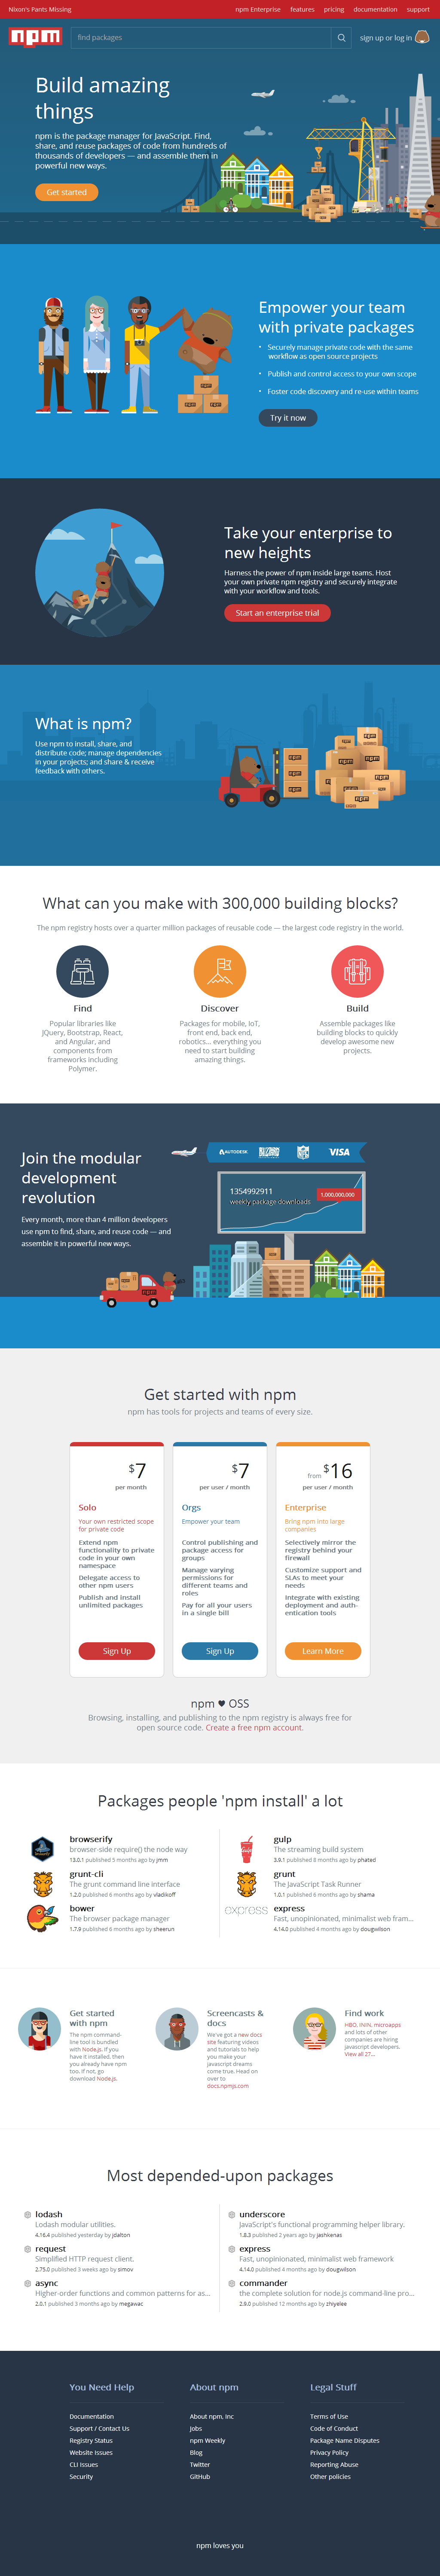 Nixon's Pants Missing
npm Enterprise features pricing documentation support
npm
find packages
sign up or log in
Build amazing
things
npm is the package manager for JavaScript. Find,
share, and reuse packages of code from hundreds of
thousands of developers — and assemble them in
powerful new ways.
Get started
Empower your team
with private packages
• Securely manage private code with the same
workflow as open source projects
• Publish and control access to your own scope
• Foster code discovery and re-use within teams
Try it now
npm
npm
npm
Take your enterprise to
new heights
Harness the power of npm inside large teams. Host
your own private npm registry and securely integrate
with your workflow and tools.
Start an enterprise trial
What is npm?
Use npm to install, share, and
distribute code; manage dependencies
in your projects; and share & receive
feedback with others.
What can you make with 300,000 building blocks?
The npm registry hosts over a quarter million packages of reusable code — the largest code registry in the world.
Find
Popular libraries like
jQuery, Bootstrap, React,
and Angular, and
components from
frameworks including
Polymer.
Discover
Packages for mobile, IoT,
front end, back end,
robotics... everything you
need to start building
amazing things.
Build
Assemble packages like
building blocks to quickly
develop awesome new
projects.
Join the modular
development
revolution
Every month, more than 4 million developers
use npm to find, share, and reuse code — and
assemble it in powerful new ways.
AUTODESK BLIZZARD NFL VISA
1354992911
weekly package downloads
1,000,000,000
npm
Get started with npm
npm has tools for projects and teams of every size.
$7
per month
Solo
Your own restricted scope
for private code
Extend npm
functionality to private
code in your own
namespace
Delegate access to
other npm users
Publish and install
unlimited packages
Sign Up
$7
per user / month
Orgs
Empower your team
Control publishing and
package access for
groups
Manage varying
permissions for
different teams and
roles
Pay for all your users
in a single bill
Sign Up
from $16
per user / month
Enterprise
Bring npm into large
companies
Selectively mirror the
registry behind your
firewall
Customize support and
SLAs to meet your
needs
Integrate with existing
deployment and auth-
entication tools
Learn More
npm ♥ OSS
Browsing, installing, and publishing to the npm registry is always free for
open source code. Create a free npm account.
Packages people 'npm install' a lot
browserify
browser-side require() the node way
13.0.1 published 5 months ago by jmm
grunt-cli
The grunt command line interface
1.2.0 published 6 months ago by vladikoff
bower
The browser package manager
1.7.9 published 6 months ago by sheerun
gulp
The streaming build system
3.9.1 published 8 months ago by phated
grunt
The JavaScript Task Runner
1.0.1 published 6 months ago by shama
express
express
Fast, unopinionated, minimalist web fram...
4.14.0 published 4 months ago by dougwilson
Get started
with npm
The npm command-
line tool is bundled
with Node.js. If you
have it installed, then
you already have npm
too. If not, go
download Node.js.
Screencasts &
docs
We've got a new docs
site featuring videos
and tutorials to help
you make your
javascript dreams
come true. Head on
over to
docs.npmjs.com
Find work
HBO, ININ, microapps
and lots of other
companies are hiring
javascript developers.
View all 27...
Most depended-upon packages
lodash
Lodash modular utilities.
4.16.4 published yesterday by jdalton
request
Simplified HTTP request client.
2.75.0 published 3 weeks ago by simov
async
Higher-order functions and common patterns for as...
2.0.1 published 3 months ago by megawac
underscore
JavaScript's functional programming helper library.
1.8.3 published 2 years ago by jashkenas
express
Fast, unopinionated, minimalist web framework
4.14.0 published 4 months ago by dougwilson
commander
the complete solution for node.js command-line pro...
2.9.0 published 12 months ago by zhiyelee
You Need Help
Documentation
Support / Contact Us
Registry Status
Website Issues
CLI Issues
Security
About npm
About npm, Inc
Jobs
npm Weekly
Blog
Twitter
GitHub
Legal Stuff
Terms of Use
Code of Conduct
Package Name Disputes
Privacy Policy
Reporting Abuse
Other policies
npm loves you